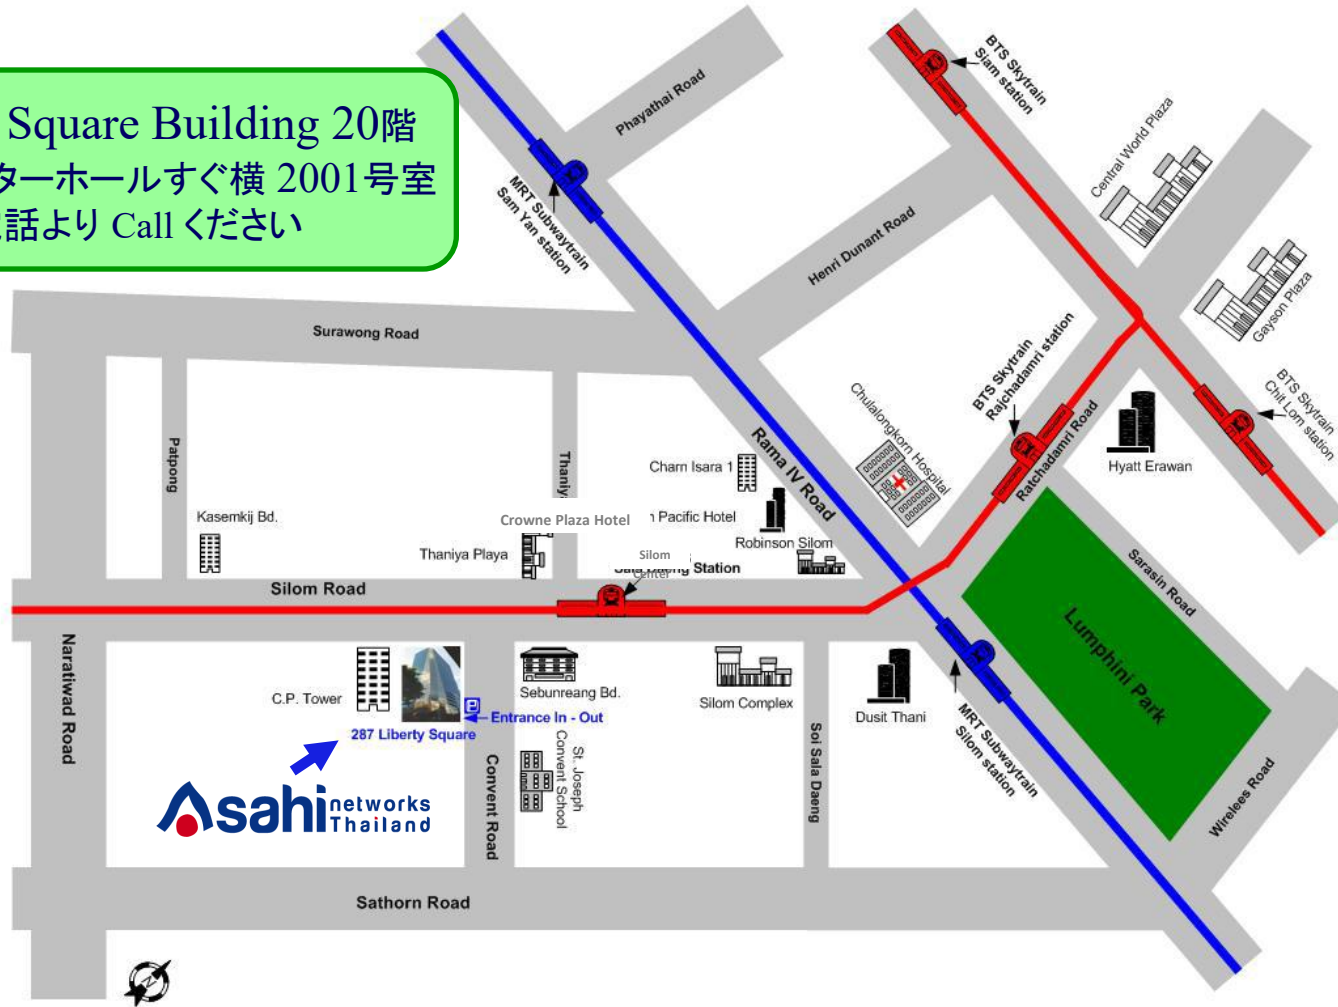 Square Building 20階
ターホールすぐ横 2001号室
話より Call ください
Phayathai Road
BTS Skytrain
Siam station
Central World Plaza
MRT Subwaytrain
Sam Yan station
Henri Dunant Road
Gayson Plaza
Surawong Road
BTS Skytrain
Rajchadamri station
BTS Skytrain
Chit Lom station
Patpong
Thaniy
Charn Isara 1
Rama IV Road
Chulalongkorn Hospital
Ratchadamri Road
Hyatt Erawan
Kasemkij Bd.
Crowne Plaza Hotel
Pacific Hotel
Thaniya Playa
Silom
Center
Robinson Silom
Sala Daeng Station
Sarasin Road
Silom Road
Lumphini Park
Naratiwad Road
C.P. Tower
287 Liberty Square
P
Entrance In - Out
Sebunreang Bd.
Silom Complex
Soi Sala Daeng
Dusit Thani
MRT Subwaytrain
Silom station
Wirelees Road
Asahi networks
Thailand
Convent Road
St. Joseph
Convent School
Sathorn Road
N